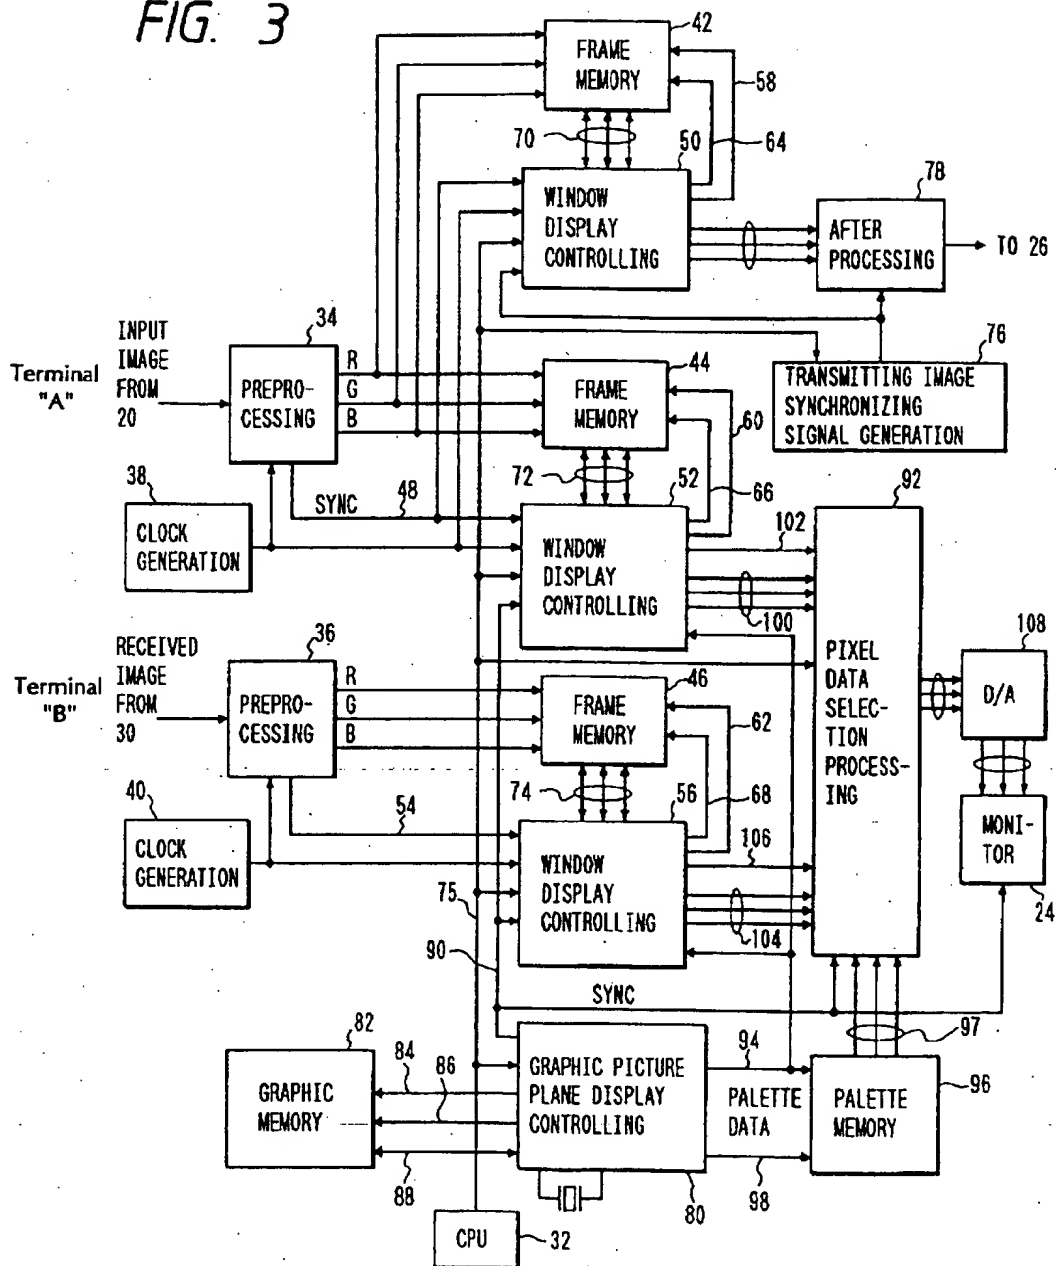 FIG. 3
42
FRAME
MEMORY
58
70
64
50
WINDOW
DISPLAY
CONTROLLING
78
AFTER
PROCESSING
TO 26
Terminal
"A"
INPUT
IMAGE
FROM
20
34
PREPRO-
CESSING
R
G
B
44
FRAME
MEMORY
60
76
TRANSMITTING IMAGE
SYNCHRONIZING
SIGNAL GENERATION
72
66
38
CLOCK
GENERATION
SYNC
48
52
WINDOW
DISPLAY
CONTROLLING
102
100
92
PIXEL
DATA
SELEC-
TION
PROCESS-
ING
Terminal
"B"
RECEIVED
IMAGE
FROM
30
36
PREPRO-
CESSING
R
G
B
46
FRAME
MEMORY
62
108
D/A
74
68
40
CLOCK
GENERATION
54
56
WINDOW
DISPLAY
CONTROLLING
106
104
MONI-
TOR
24
75
90
SYNC
97
82
GRAPHIC
MEMORY
84
86
88
GRAPHIC PICTURE
PLANE DISPLAY
CONTROLLING
94
PALETTE
DATA
98
PALETTE
MEMORY
96
80
CPU
32